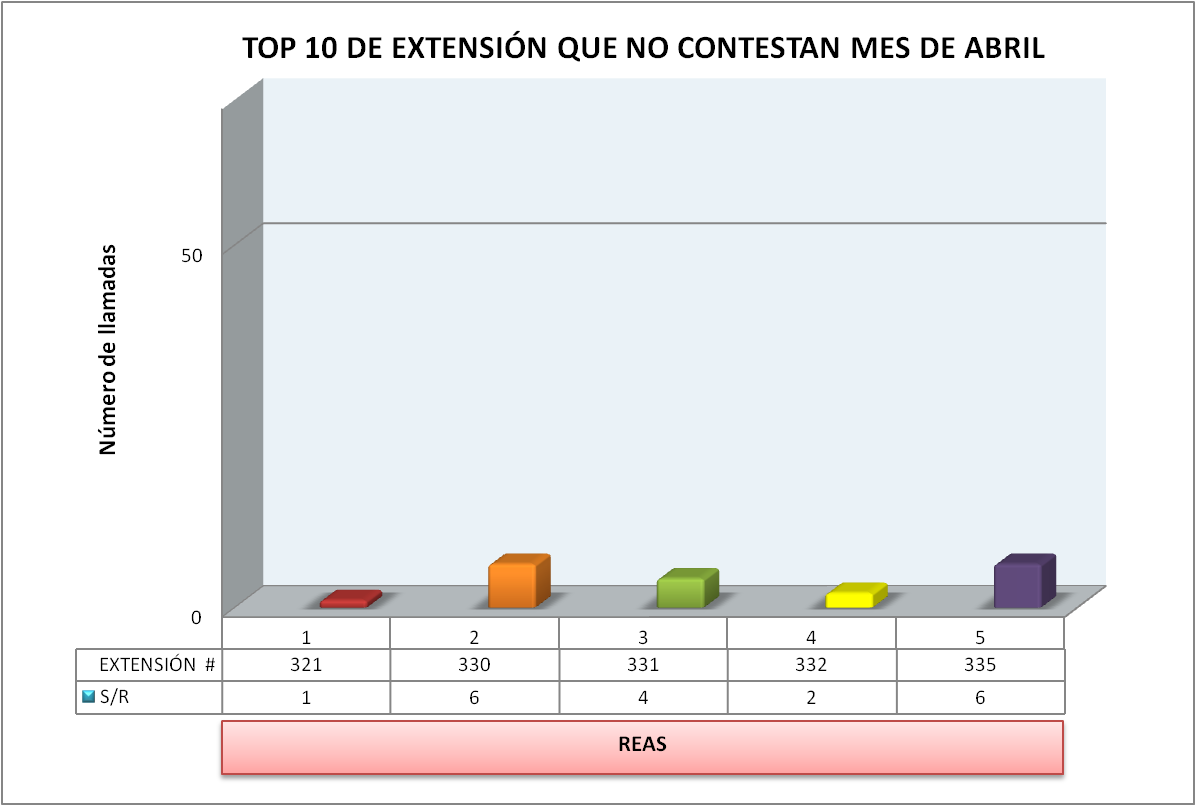 TOP 10 DE EXTENSIÓN QUE NO CONTESTAN MES DE ABRIL
Número de llamadas
50
0
1 2 3 4 5
EXTENSIÓN # 321 330 331 332 335
S/R 1 6 4 2 6
REAS